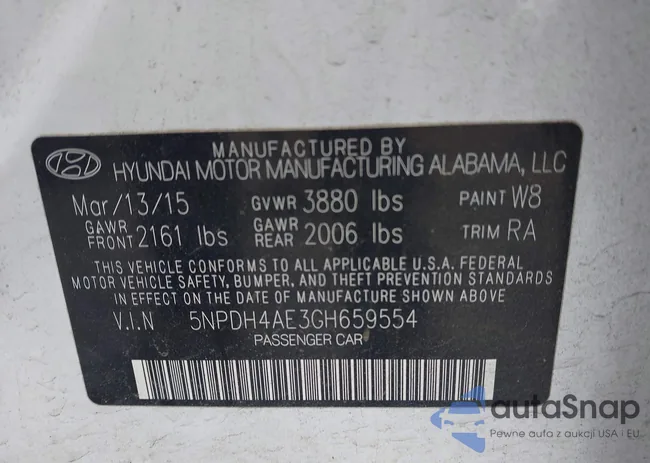 MANUFACTURED BY
HYUNDAI MOTOR MANUFACTURING ALABAMA, LLC
Mar/13/15 GVWR 3880 lbs PAINT W8
GAWR FRONT 2161 lbs GAWR REAR 2006 lbs TRIM RA
THIS VEHICLE CONFORMS TO ALL APPLICABLE U.S.A. FEDERAL
MOTOR VEHICLE SAFETY, BUMPER, AND THEFT PREVENTION STANDARDS
IN EFFECT ON THE DATE OF MANUFACTURE SHOWN ABOVE
V.I.N 5NPDH4AE3GH659554
PASSENGER CAR
autaSnap
Pewne auta z aukcji USA i EU